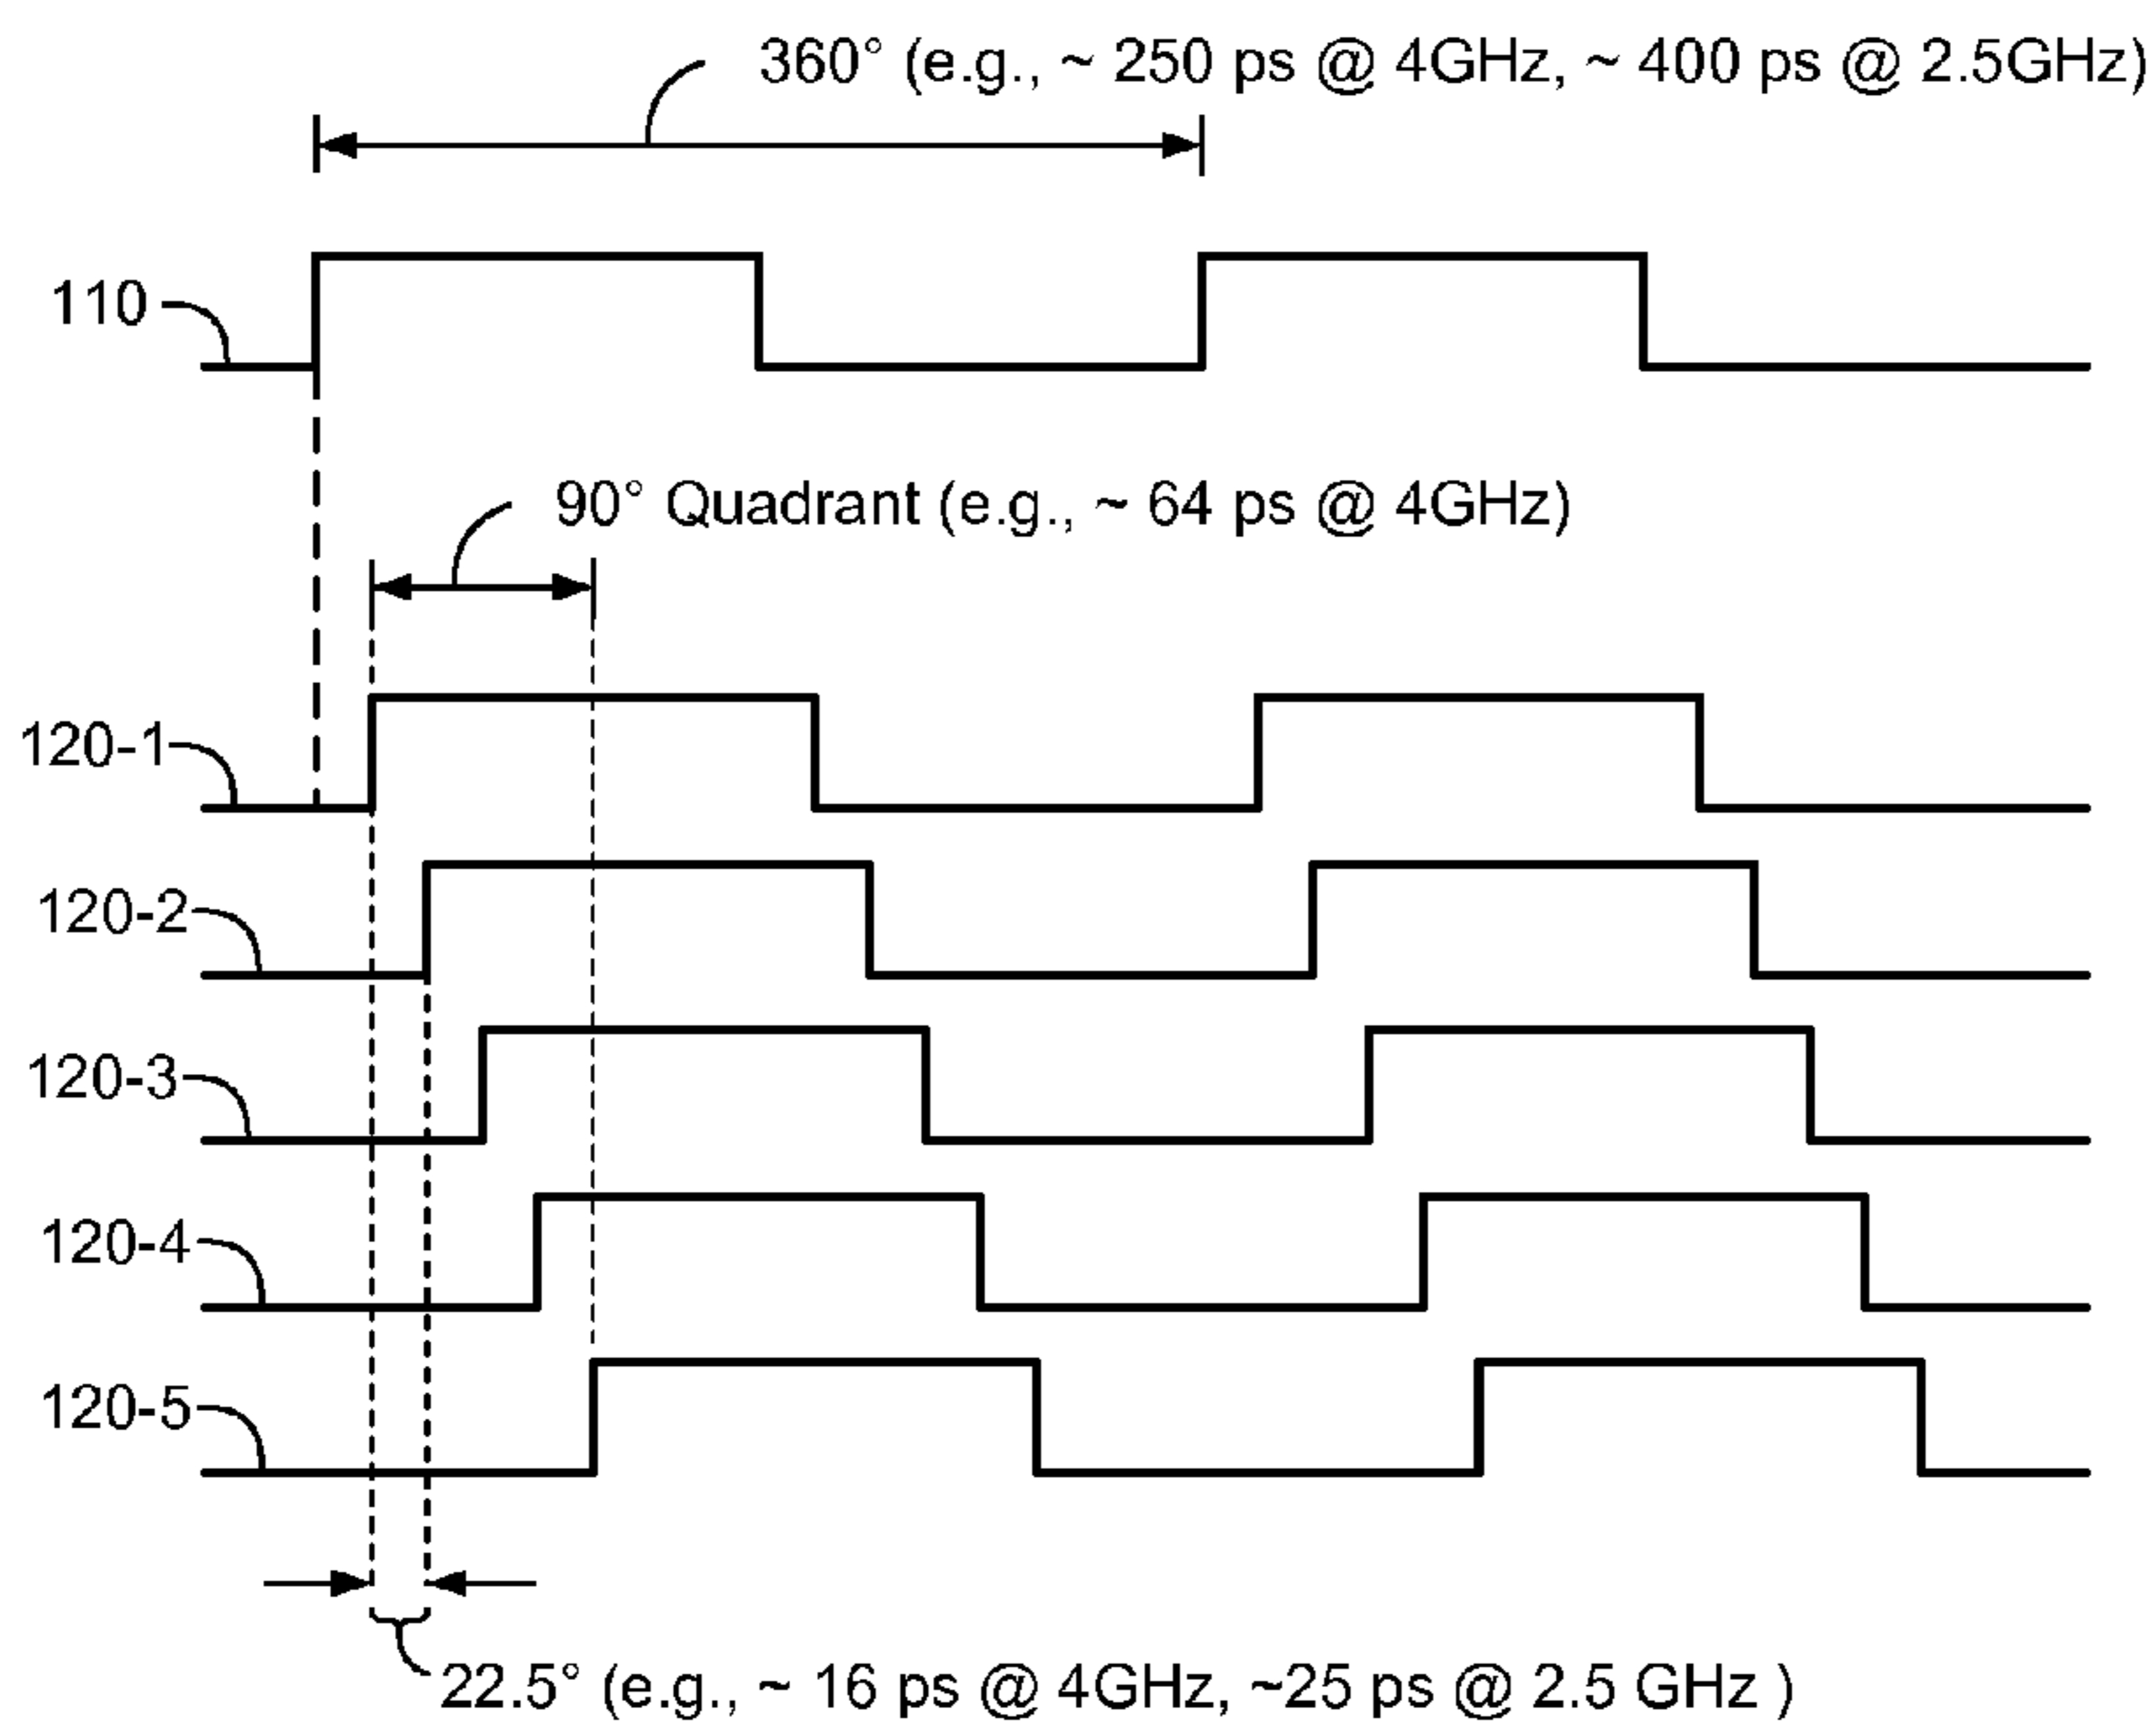 360° (e.g., ~ 250 ps @ 4GHz, ~ 400 ps @ 2.5GHz)
110
90° Quadrant (e.g., ~ 64 ps @ 4GHz)
120-1
120-2
120-3
120-4
120-5
22.5° (e.g., ~ 16 ps @ 4GHz, ~25 ps @ 2.5 GHz )